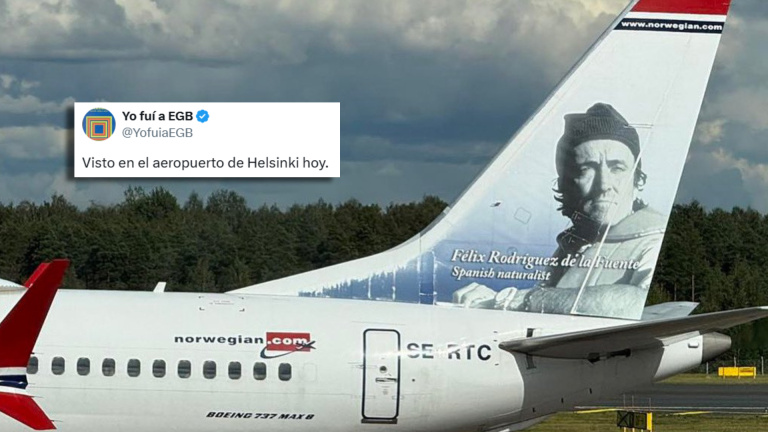 www.norwegian.com
Yo fuí a EGB
@YofuiaEGB
Visto en el aeropuerto de Helsinki hoy.
Félix Rodríguez de la Fuente
Spanish naturalist
norwegian.com
SE-RTC
BOEING 737 MAX 8